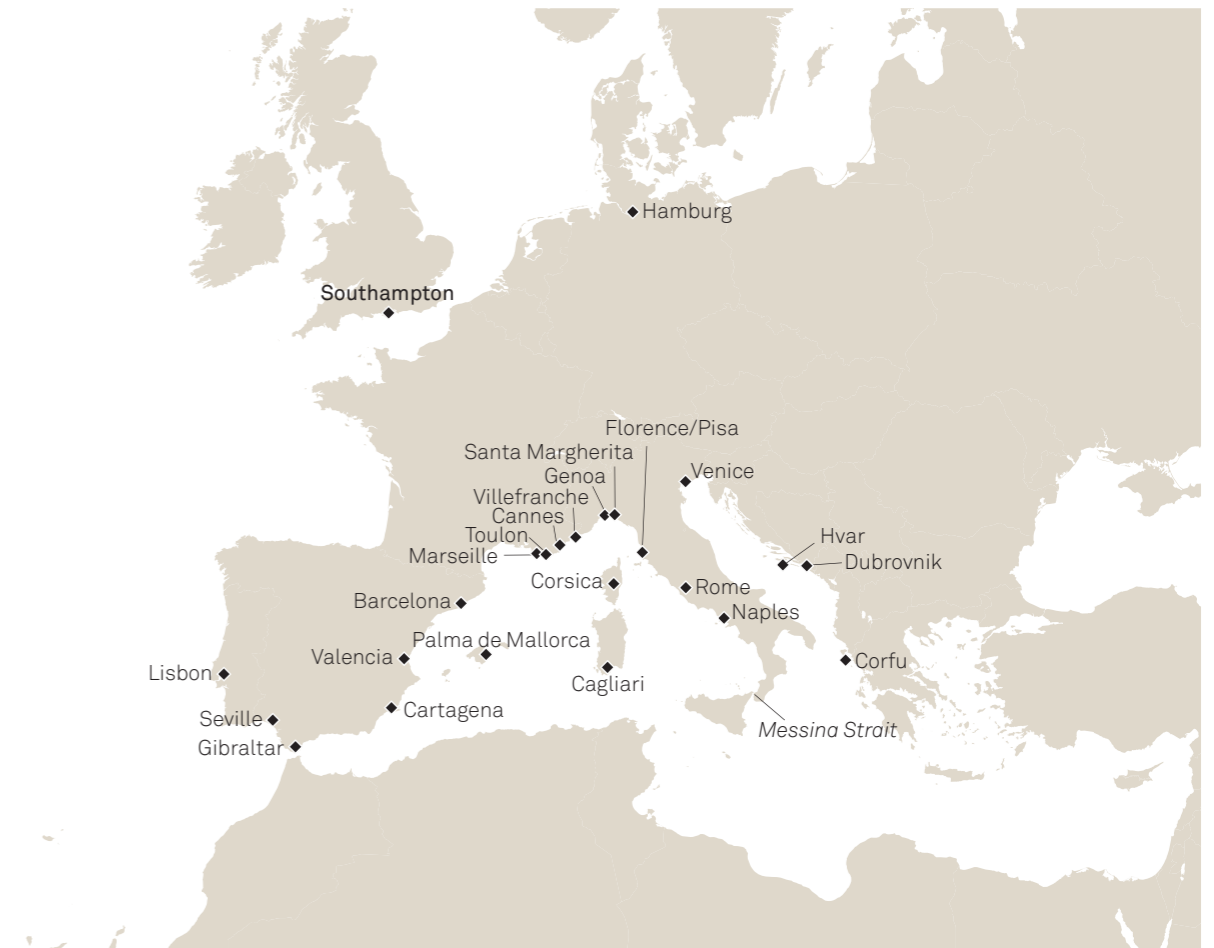 Hamburg
Southampton
Florence/Pisa
Santa Margherita
Venice
Genoa
Villefranche
Cannes
Toulon
Hvar
Marseille
Dubrovnik
Corsica
Rome
Barcelona
Naples
Palma de Mallorca
Valencia
Corfu
Lisbon
Cagliari
Cartagena
Seville
Messina Strait
Gibraltar